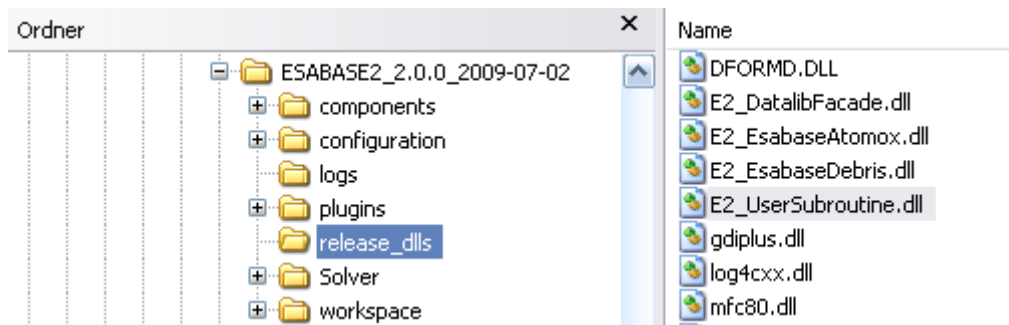 Ordner
ESABASE2_2.0.0_2009-07-02
components
configuration
logs
plugins
release_dlls
Solver
workspace
Name
DFORMD.DLL
E2_DatalibFacade.dll
E2_EsabaseAtomox.dll
E2_EsabaseDebris.dll
E2_UserSubroutine.dll
gdiplus.dll
log4cxx.dll
mfc80.dll